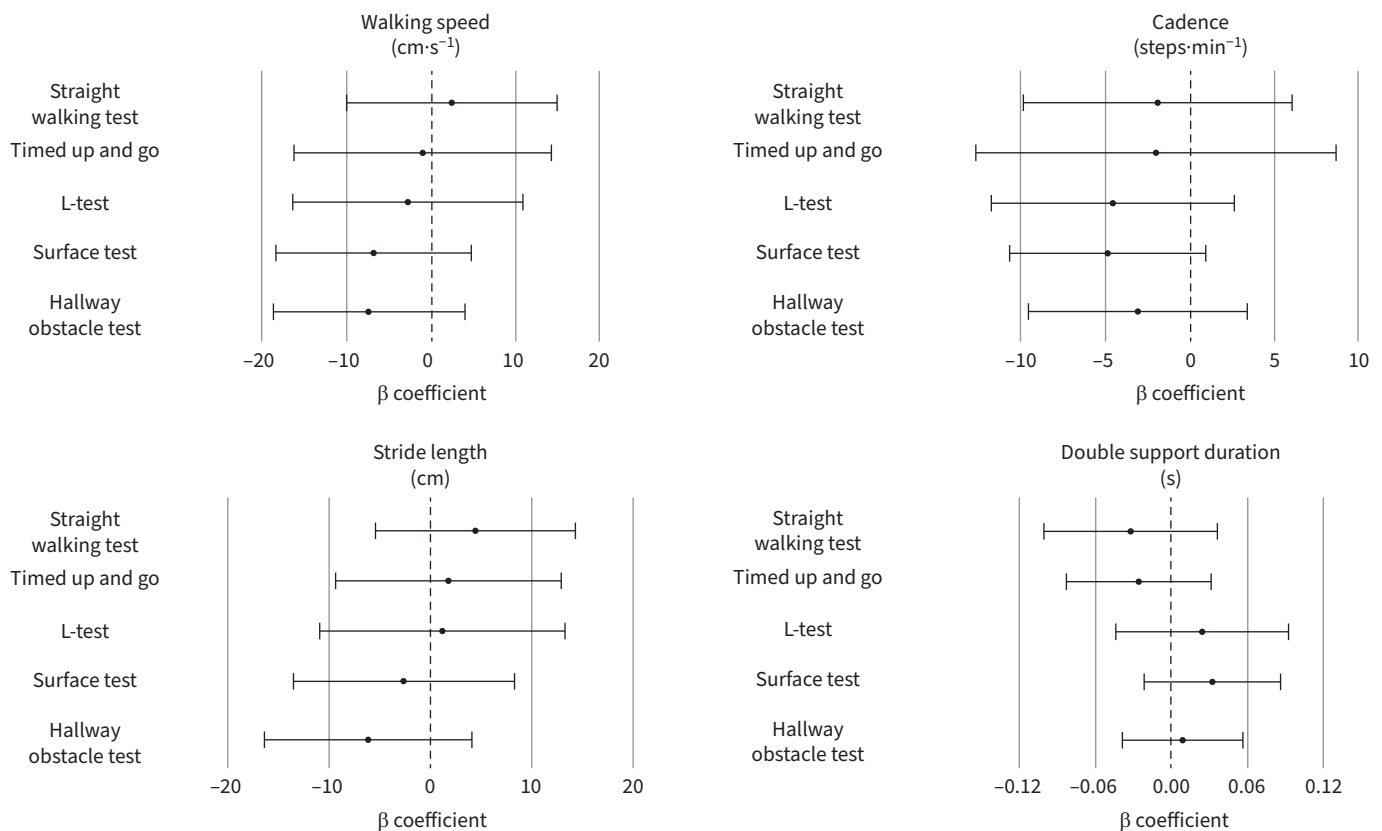 Walking speed
(cm·s⁻¹)
Straight
walking test
Timed up and go
L-test
Surface test
Hallway
obstacle test
–20 –10 0 10 20
β coefficient
Cadence
(steps·min⁻¹)
Straight
walking test
Timed up and go
L-test
Surface test
Hallway
obstacle test
–10 –5 0 5 10
β coefficient
Stride length
(cm)
Straight
walking test
Timed up and go
L-test
Surface test
Hallway
obstacle test
–20 –10 0 10 20
β coefficient
Double support duration
(s)
Straight
walking test
Timed up and go
L-test
Surface test
Hallway
obstacle test
–0.12 –0.06 0.00 0.06 0.12
β coefficient